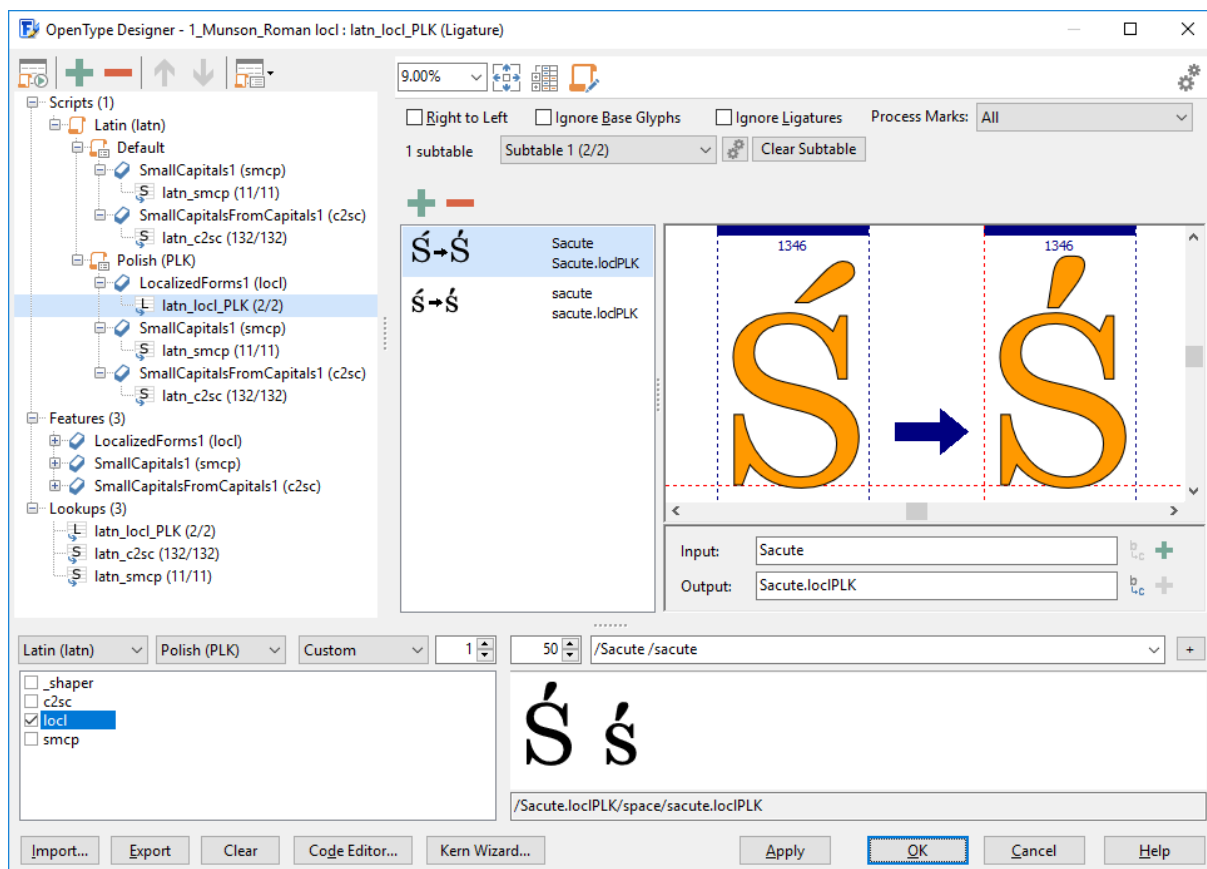 OpenType Designer - 1_Munson_Roman locl : latn_locl_PLK (Ligature)
9.00%
Scripts (1)
Latin (latn)
Default
SmallCapitals1 (smcp)
latn_smcp (11/11)
SmallCapitalsFromCapitals1 (c2sc)
latn_c2sc (132/132)
Polish (PLK)
LocalizedForms1 (locl)
latn_locl_PLK (2/2)
SmallCapitals1 (smcp)
latn_smcp (11/11)
SmallCapitalsFromCapitals1 (c2sc)
latn_c2sc (132/132)
Features (3)
LocalizedForms1 (locl)
SmallCapitals1 (smcp)
SmallCapitalsFromCapitals1 (c2sc)
Lookups (3)
latn_locl_PLK (2/2)
latn_c2sc (132/132)
latn_smcp (11/11)
Right to Left Ignore Base Glyphs Ignore Ligatures Process Marks: All
1 subtable Subtable 1 (2/2) Clear Subtable
Ś→Ś Sacute
Sacute.loclPLK
ś→ś sacute
sacute.loclPLK
1346 1346
Ś Ś
Input: Sacute
Output: Sacute.loclPLK
Latin (latn) Polish (PLK) Custom 1 50 /Sacute /sacute +
_shaper
c2sc
locl
smcp
Ś ś
/Sacute.loclPLK/space/sacute.loclPLK
Import... Export Clear Code Editor... Kern Wizard... Apply OK Cancel Help